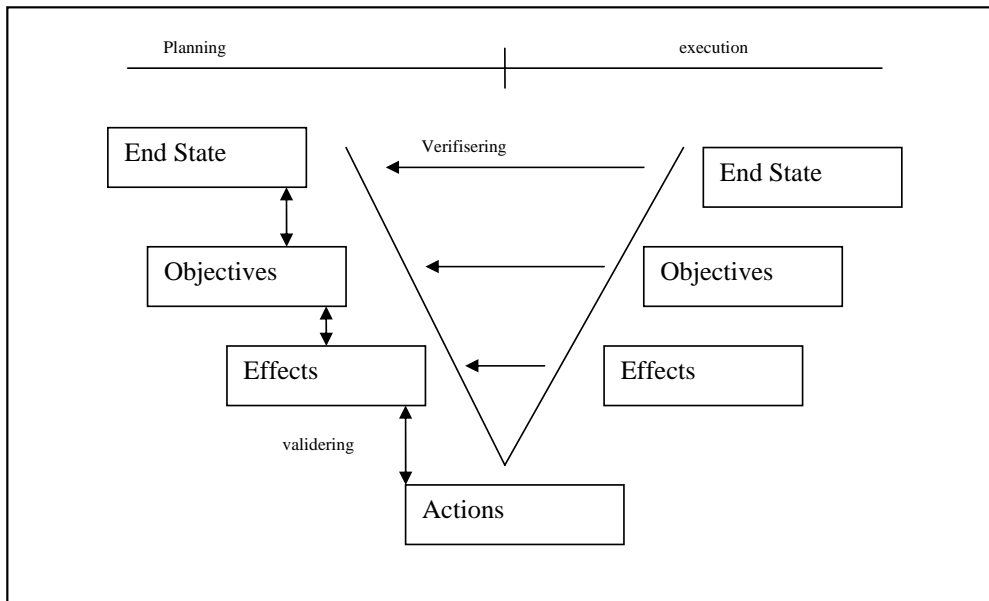 Planning
execution
End State
Verifisering
End State
Objectives
Objectives
Effects
Effects
validering
Actions